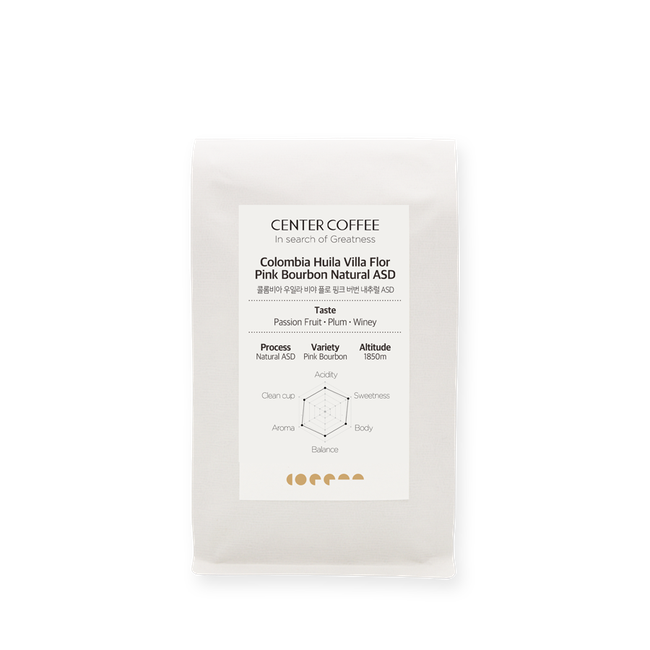 CENTER COFFEE
In search of Greatness
Colombia Huila Villa Flor
Pink Bourbon Natural ASD
콜롬비아 우일라 비야 플로 핑크 버번 내추럴 ASD
Taste
Passion Fruit • Plum • Winey
Process Variety Altitude
Natural ASD Pink Bourbon 1850m
Acidity
Clean cup Sweetness
Aroma Body
Balance